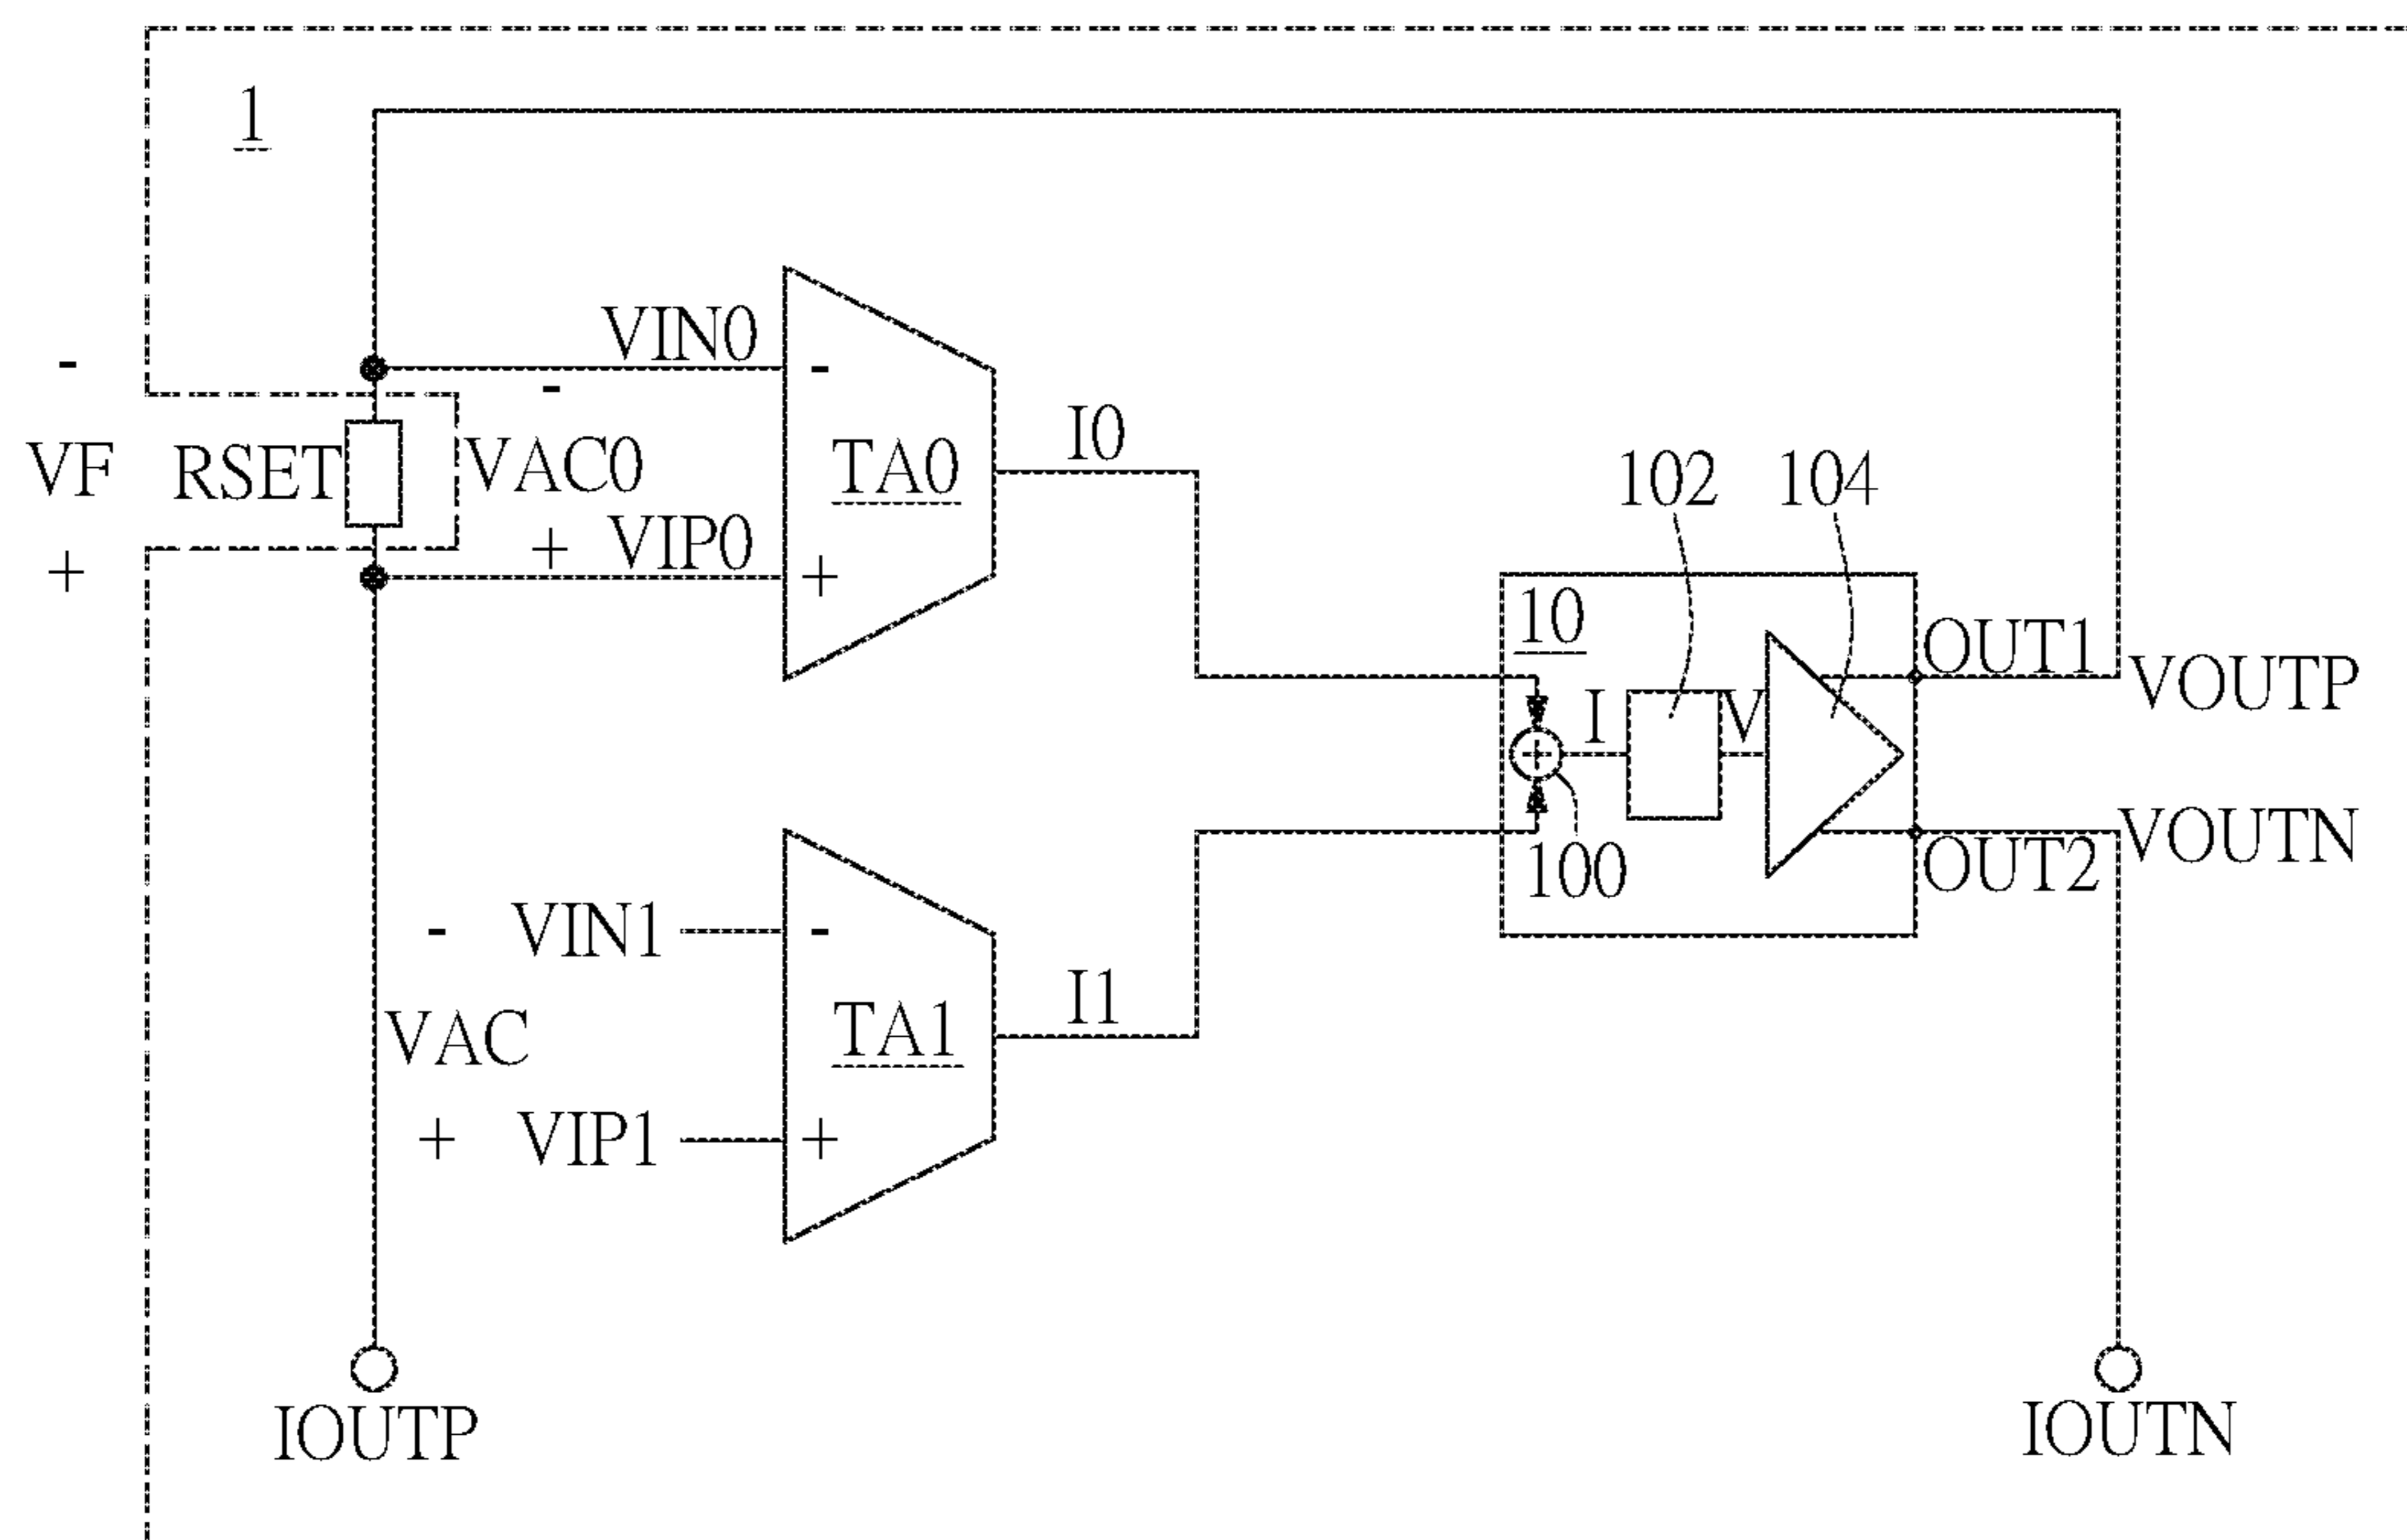 1
VIN0
-
-
-
I0
VF
RSET
VAC0
TA0
102
104
+
+
VIP0
+
10
OUT1
VOUTP
I
V
VOUTN
100
OUT2
-
VIN1
-
I1
VAC
TA1
+
VIP1
+
IOUTP
IOUTN